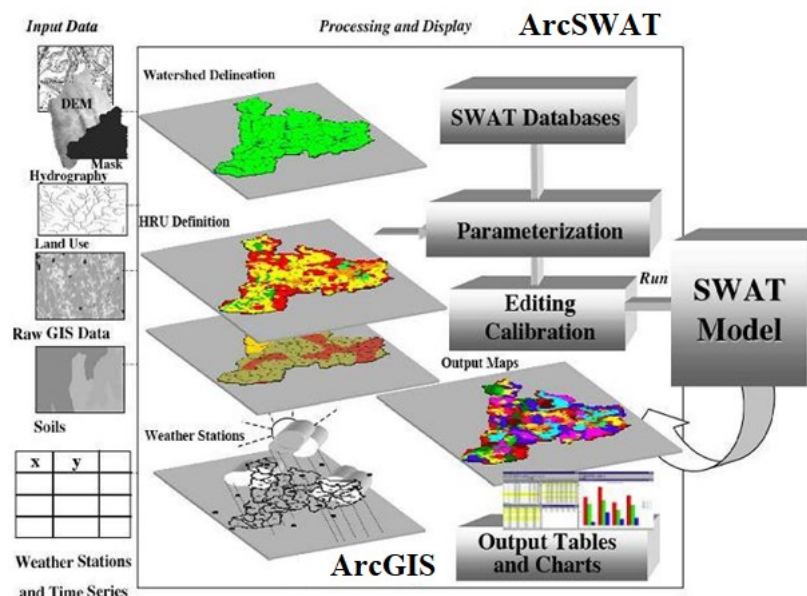 Input Data
Processing and Display
ArcSWAT
Watershed Delineation
DEM
Mask
Hydrography
Land Use
Raw GIS Data
Soils
x y
Weather Stations
and Time Series
HRU Definition
Weather Stations
ArcGIS
SWAT Databases
Parameterization
Editing
Calibration
Run
SWAT
Model
Output Maps
Output Tables
and Charts